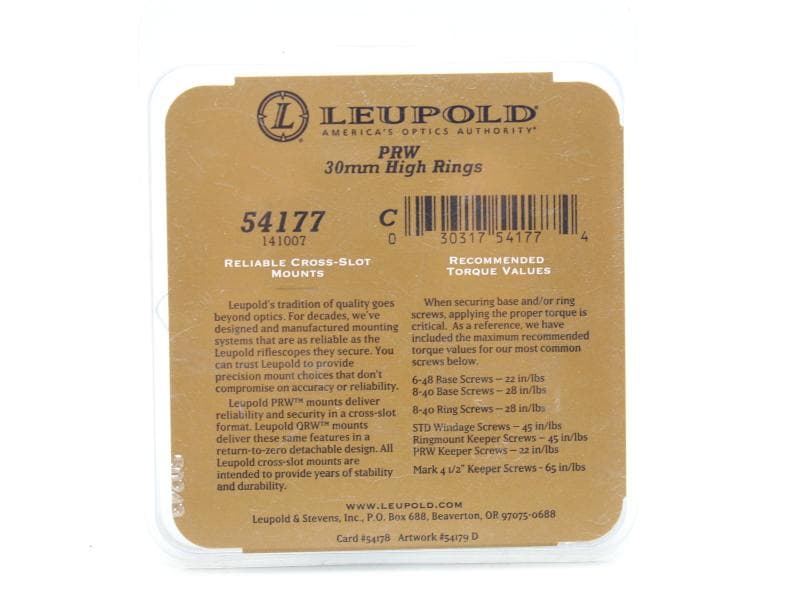 L LEUPOLD®
AMERICA'S OPTICS AUTHORITY®
PRW
30mm High Rings
54177
141007
C
0 30317 54177 4
RELIABLE CROSS-SLOT
MOUNTS
Leupold's tradition of quality goes
beyond optics. For decades, we've
designed and manufactured mounting
systems that are as reliable as the
Leupold riflescopes they secure. You
can trust Leupold to provide
precision mount choices that don't
compromise on accuracy or reliability.
Leupold PRW™ mounts deliver
reliability and security in a cross-slot
format. Leupold QRW™ mounts
deliver these same features in a
return-to-zero detachable design. All
Leupold cross-slot mounts are
intended to provide years of stability
and durability.
RECOMMENDED
TORQUE VALUES
When securing base and/or ring
screws, applying the proper torque is
critical. As a reference, we have
included the maximum recommended
torque values for our most common
screws below.
6-48 Base Screws – 22 in/lbs
8-40 Base Screws – 28 in/lbs
8-40 Ring Screws – 28 in/lbs
STD Windage Screws – 45 in/lbs
Ringmount Keeper Screws – 45 in/lbs
PRW Keeper Screws – 22 in/lbs
Mark 4 1/2" Keeper Screws - 65 in/lbs
WWW.LEUPOLD.COM
Leupold & Stevens, Inc., P.O. Box 688, Beaverton, OR 97075-0688
Card #54178 Artwork #54179 D